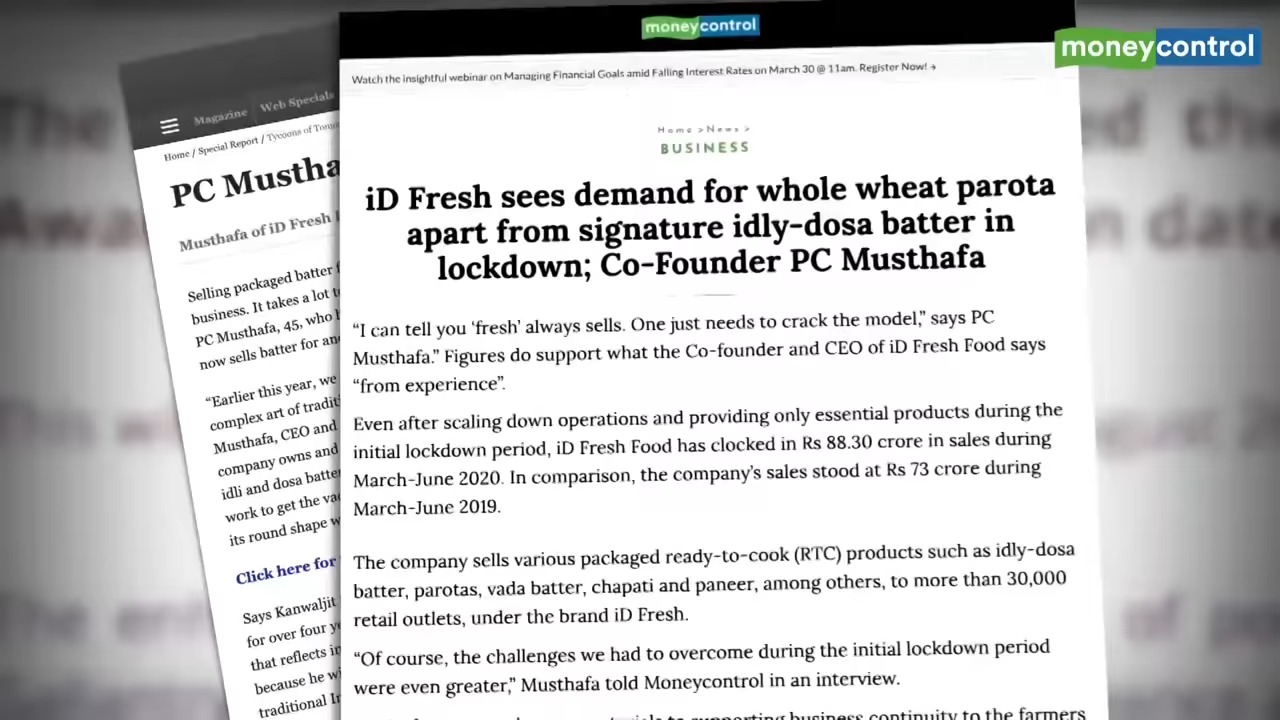 moneycontrol
moneycontrol
Watch the insightful webinar on Managing Financial Goals amid Falling Interest Rates on March 30 @ 11am. Register Now! →
Home > News >
BUSINESS
iD Fresh sees demand for whole wheat parota
apart from signature idly-dosa batter in
lockdown; Co-Founder PC Musthafa
“I can tell you ‘fresh’ always sells. One just needs to crack the model,” says PC
Musthafa.” Figures do support what the Co-founder and CEO of iD Fresh Food says
“from experience”.
Even after scaling down operations and providing only essential products during the
initial lockdown period, iD Fresh Food has clocked in Rs 88.30 crore in sales during
March-June 2020. In comparison, the company’s sales stood at Rs 73 crore during
March-June 2019.
The company sells various packaged ready-to-cook (RTC) products such as idly-dosa
batter, parotas, vada batter, chapati and paneer, among others, to more than 30,000
retail outlets, under the brand iD Fresh.
“Of course, the challenges we had to overcome during the initial lockdown period
were even greater,” Musthafa told Moneycontrol in an interview.
supporting business continuity to the farmers
Magazine Web Specials
Home / Special Report / Tycoons of
PC Mustha
Musthafa of iD Fresh
Selling packaged batter
business. It takes a lot
PC Musthafa, 45, who
now sells batter for
“Earlier this year, we
complex art of
Musthafa, CEO and
company owns and
idli and dosa
work to get the
its round shape
Click here for
Says Kanwaljit
for over four
that reflects
because he
traditional